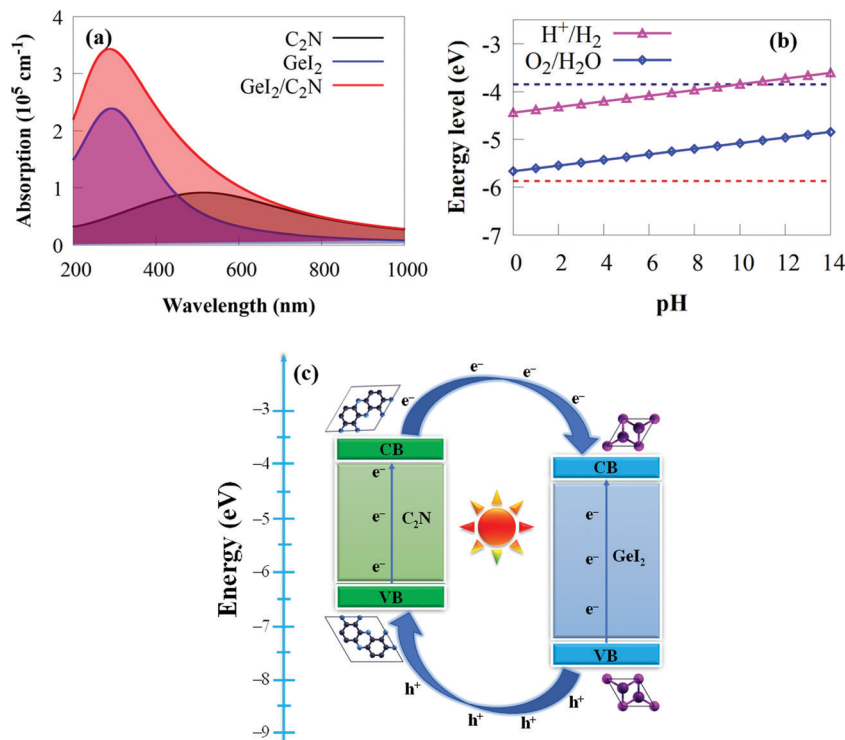 (a)
C₂N
GeI₂
GeI₂/C₂N
Absorption (10⁵ cm⁻¹)
4
3
2
1
0
200 400 600 800 1000
Wavelength (nm)
(b)
H⁺/H₂
O₂/H₂O
Energy level (eV)
-3
-4
-5
-6
-7
0 2 4 6 8 10 12 14
pH
(c)
Energy (eV)
–3
–4
–5
–6
–7
–8
–9
e⁻ e⁻ e⁻ e⁻
CB
e⁻
e⁻ C₂N
e⁻
VB
CB
e⁻
e⁻ GeI₂
e⁻
VB
h⁺ h⁺ h⁺ h⁺